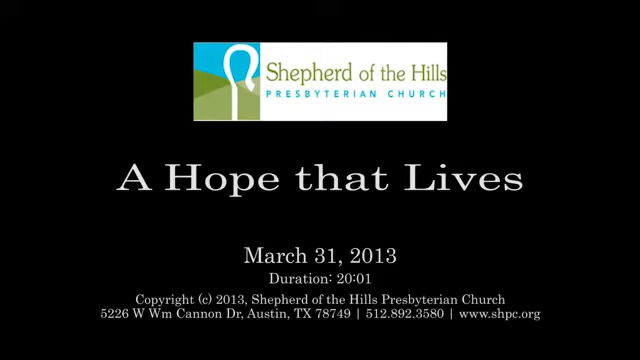 Shepherd of the Hills
PRESBYTERIAN CHURCH
A Hope that Lives
March 31, 2013
Duration: 20:01
Copyright (c) 2013, Shepherd of the Hills Presbyterian Church
5226 W Wm Cannon Dr, Austin, TX 78749 | 512.892.3580 | www.shpc.org